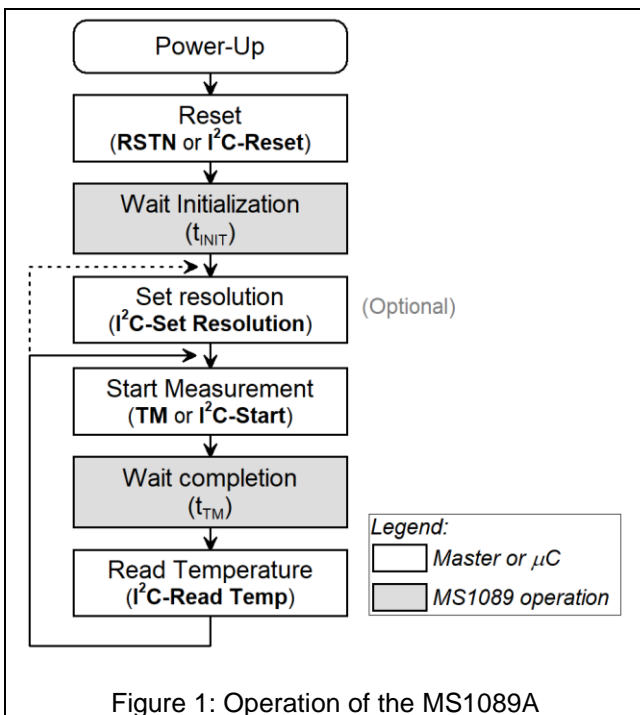 Power-Up
Reset
(RSTN or I²C-Reset)
Wait Initialization
(tINIT)
Set resolution
(I²C-Set Resolution)
(Optional)
Start Measurement
(TM or I²C-Start)
Wait completion
(tTM)
Read Temperature
(I²C-Read Temp)
Legend:
Master or µC
MS1089 operation
Figure 1: Operation of the MS1089A